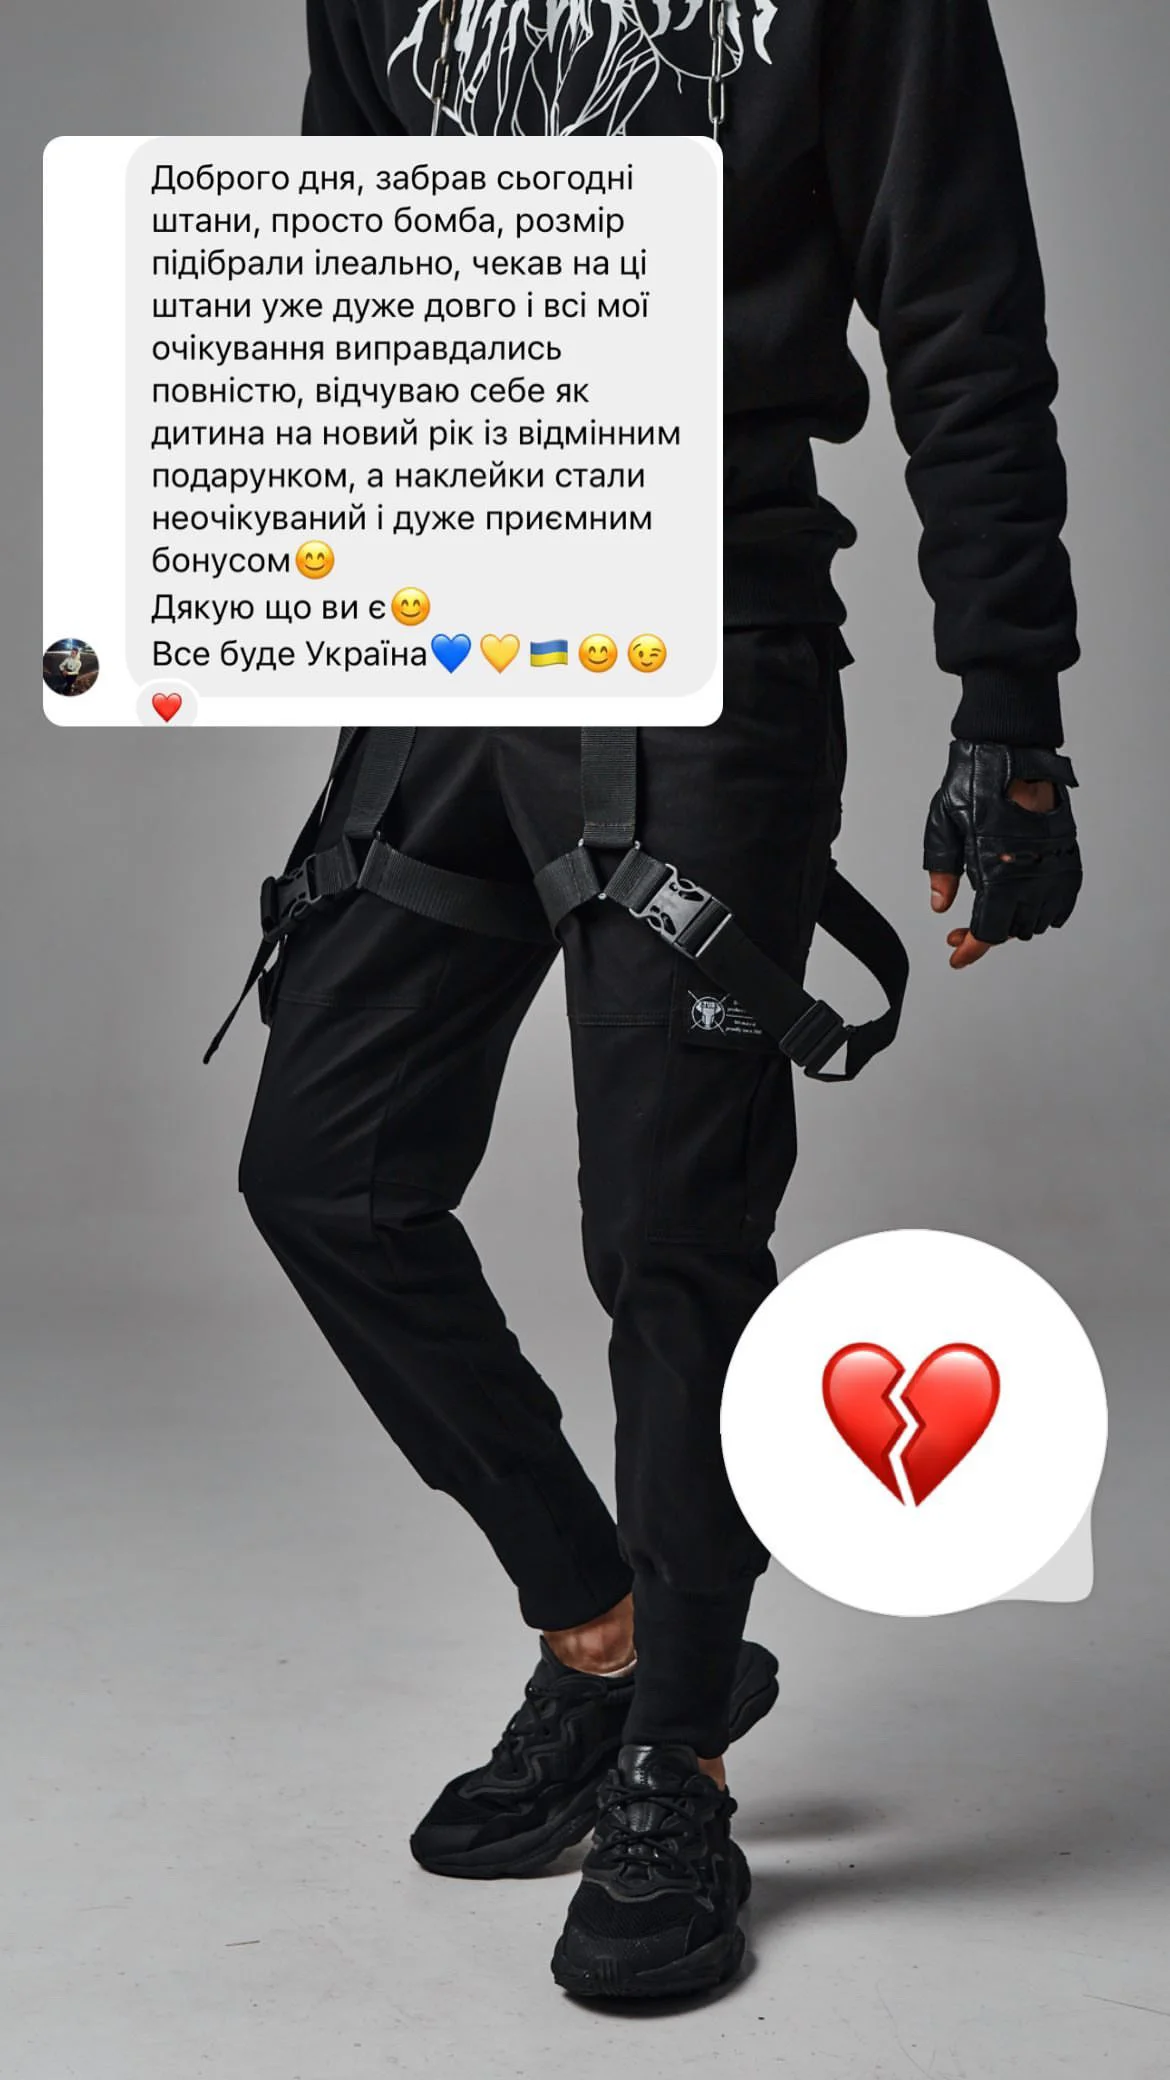 Доброго дня, забрав сьогодні
штани, просто бомба, розмір
підібрали ілеально, чекав на ці
штани уже дуже довго і всі мої
очікування виправдались
повністю, відчуваю себе як
дитина на новий рік із відмінним
подарунком, а наклейки стали
неочікуваний і дуже приємним
бонусом😊
Дякую що ви є😊
Все буде Україна💙💛🇺🇦😊😉